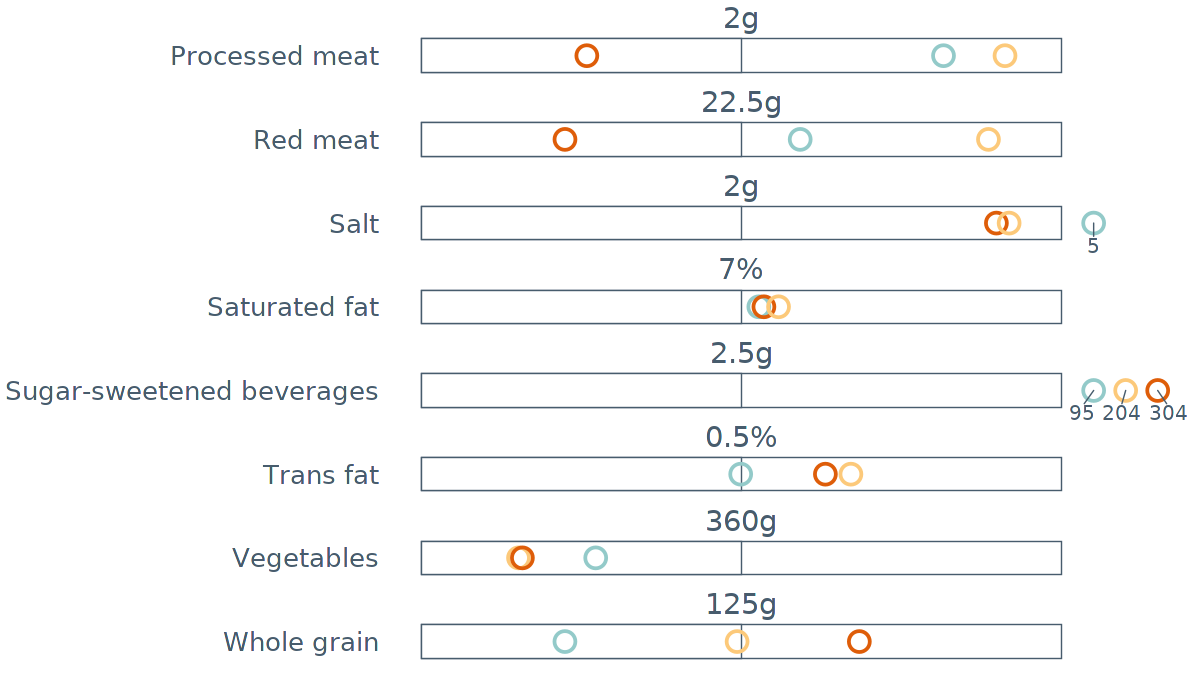 2g
Processed meat
22.5g
Red meat
2g
Salt
5
7%
Saturated fat
2.5g
Sugar-sweetened beverages
95 204 304
0.5%
Trans fat
360g
Vegetables
125g
Whole grain